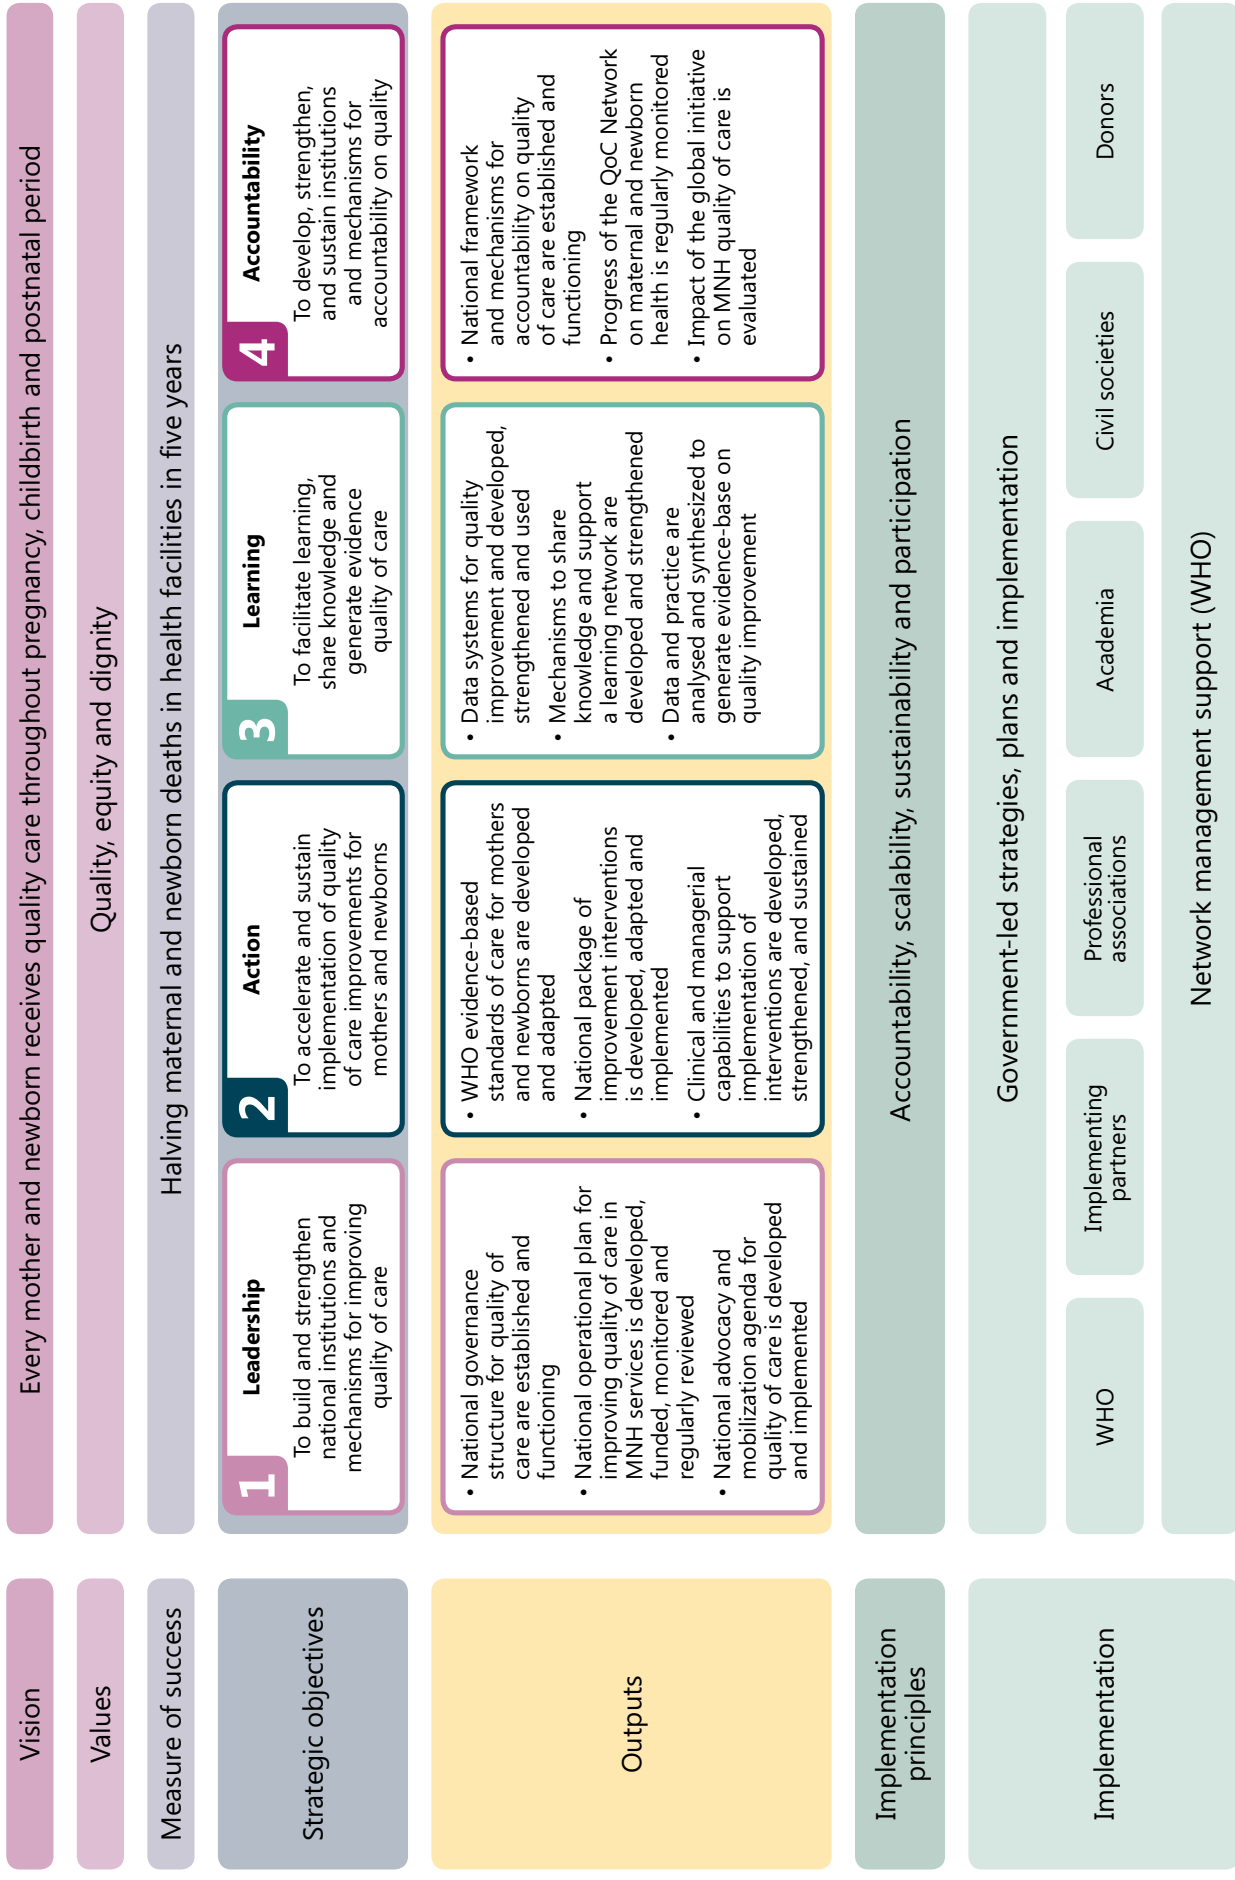 Vision
Every mother and newborn receives quality care throughout pregnancy, childbirth and postnatal period
Values
Quality, equity and dignity
Measure of success
Halving maternal and newborn deaths in health facilities in five years
Strategic objectives
1
Leadership
To build and strengthen
national institutions and
mechanisms for improving
quality of care
2
Action
To accelerate and sustain
implementation of quality
of care improvements for
mothers and newborns
3
Learning
To facilitate learning,
share knowledge and
generate evidence
quality of care
4
Accountability
To develop, strengthen,
and sustain institutions
and mechanisms for
accountability on quality
Outputs
• National governance
structure for quality of
care are established and
functioning
• National operational plan for
improving quality of care in
MNH services is developed,
funded, monitored and
regularly reviewed
• National advocacy and
mobilization agenda for
quality of care is developed
and implemented
• WHO evidence-based
standards of care for mothers
and newborns are developed
and adapted
• National package of
improvement interventions
is developed, adapted and
implemented
• Clinical and managerial
capabilities to support
implementation of
interventions are developed,
strengthened, and sustained
• Data systems for quality
improvement and developed,
strengthened and used
• Mechanisms to share
knowledge and support
a learning network are
developed and strengthened
• Data and practice are
analysed and synthesized to
generate evidence-base on
quality improvement
• National framework
and mechanisms for
accountability on quality
of care are established and
functioning
• Progress of the QoC Network
on maternal and newborn
health is regularly monitored
• Impact of the global initiative
on MNH quality of care is
evaluated
Implementation
principles
Accountability, scalability, sustainability and participation
Implementation
Government-led strategies, plans and implementation
WHO
Implementing
partners
Professional
associations
Academia
Civil societies
Donors
Network management support (WHO)